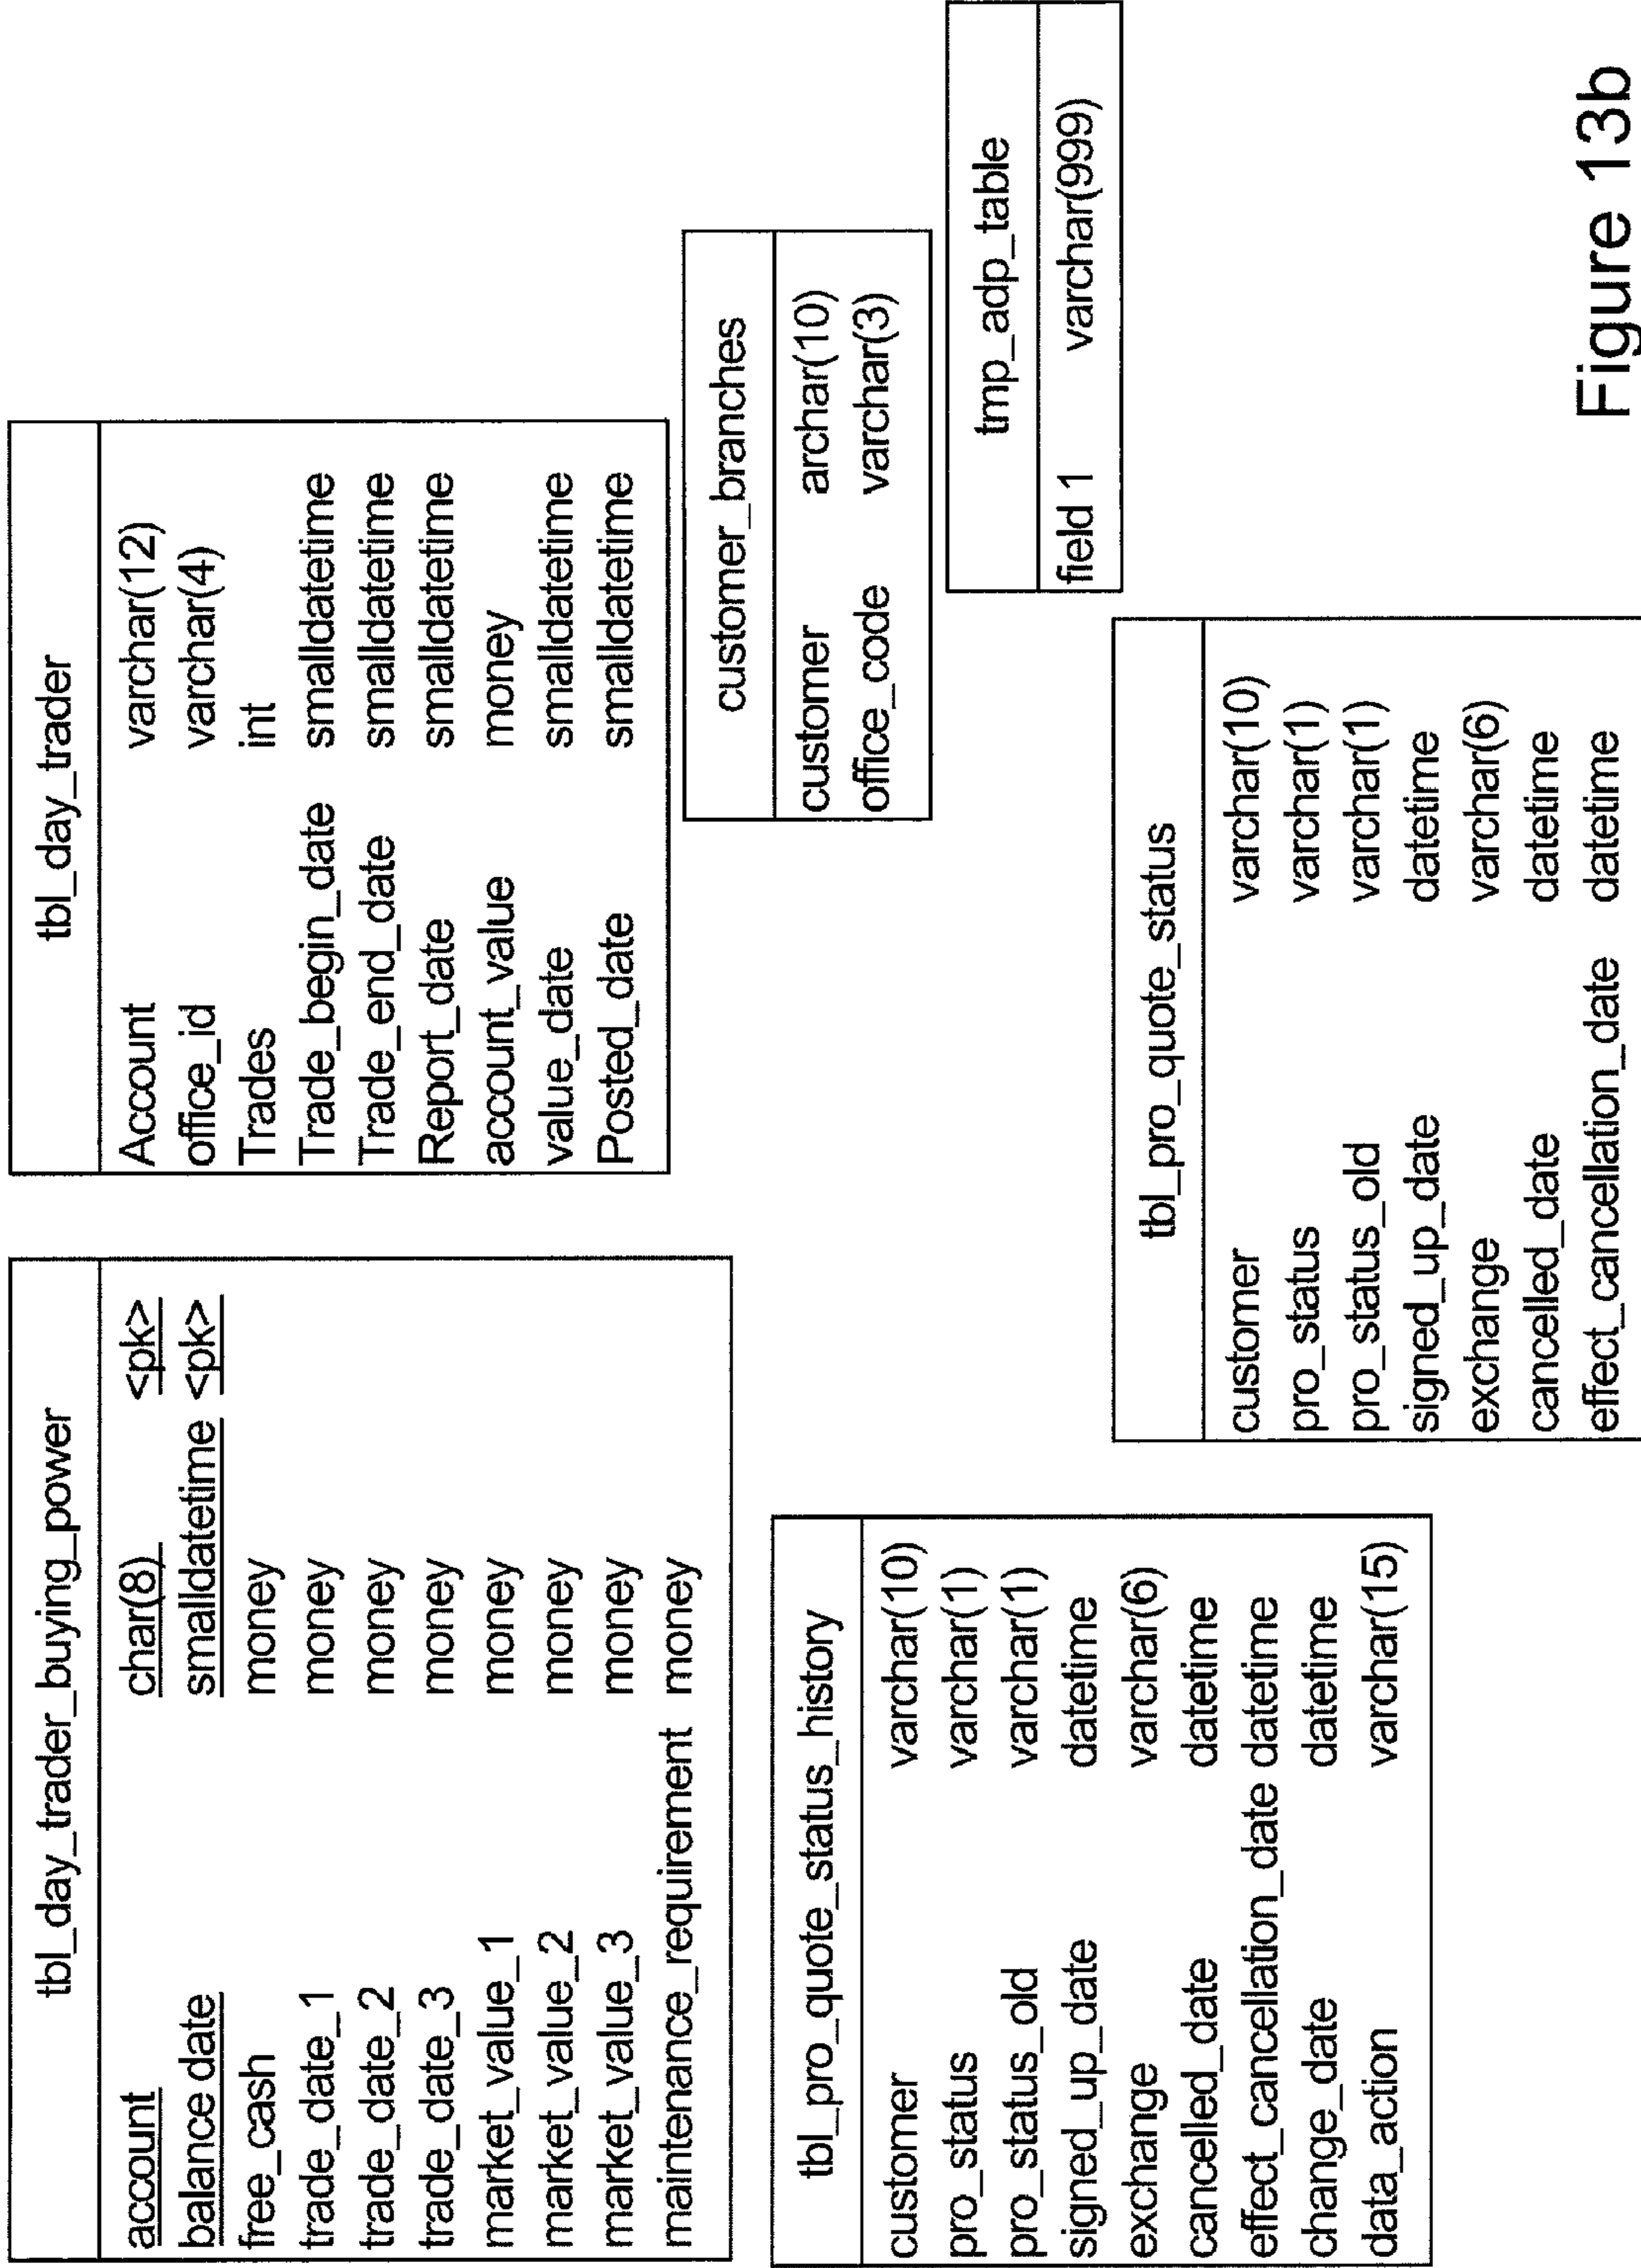 tbl_day_trader_buying_power
account char(8) <pk>
balance date smalldatetime <pk>
free_cash money
trade_date_1 money
trade_date_2 money
trade_date_3 money
market_value_1 money
market_value_2 money
market_value_3 money
maintenance_requirement money
tbl_day_trader
Account varchar(12)
office_id varchar(4)
Trades int
Trade_begin_date smalldatetime
Trade_end_date smalldatetime
Report_date smalldatetime
account_value money
value_date smalldatetime
Posted_date smalldatetime
customer_branches
customer archar(10)
office_code varchar(3)
tbl_pro_quote_status_history
customer varchar(10)
pro_status varchar(1)
pro_status_old varchar(1)
signed_up_date datetime
exchange varchar(6)
cancelled_date datetime
effect_cancellation_date datetime
change_date datetime
data_action varchar(15)
tmp_adp_table
field 1 varchar(999)
tbl_pro_quote_status
customer varchar(10)
pro_status varchar(1)
pro_status_old varchar(1)
signed_up_date datetime
exchange varchar(6)
cancelled_date datetime
effect_cancellation_date datetime
Figure 13b